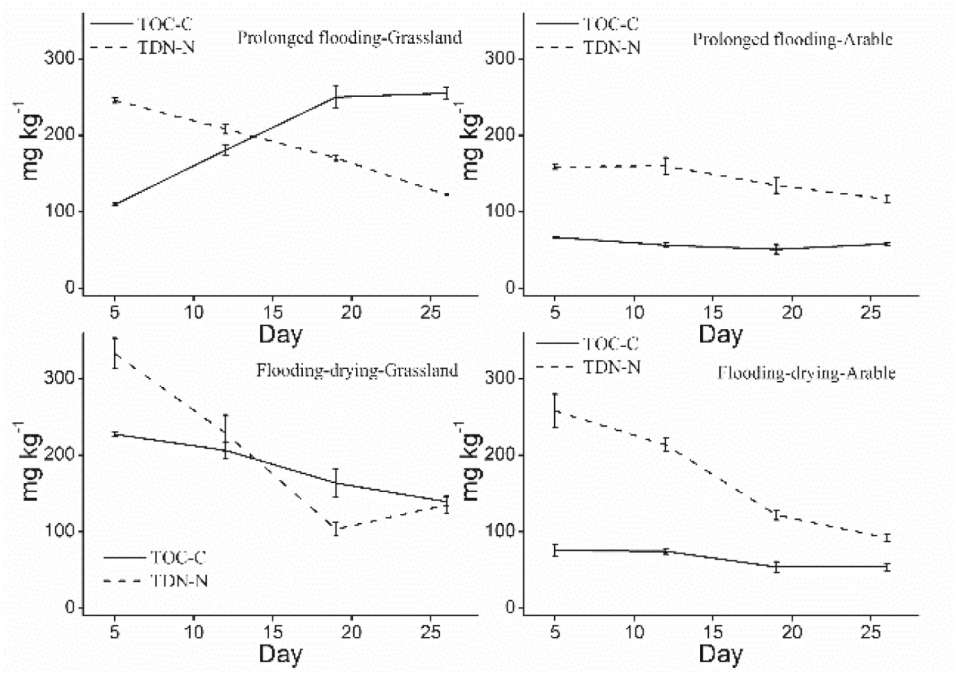 TOC-C
TDN-N
Prolonged flooding-Grassland
300
200
100
0
mg kg⁻¹
5 10 15 20 25
Day
TOC-C
TDN-N
Prolonged flooding-Arable
300
200
100
0
mg kg⁻¹
5 10 15 20 25
Day
Flooding-drying-Grassland
300
200
100
0
mg kg⁻¹
TOC-C
TDN-N
5 10 15 20 25
Day
TOC-C
TDN-N
Flooding-drying-Arable
300
200
100
0
mg kg⁻¹
5 10 15 20 25
Day